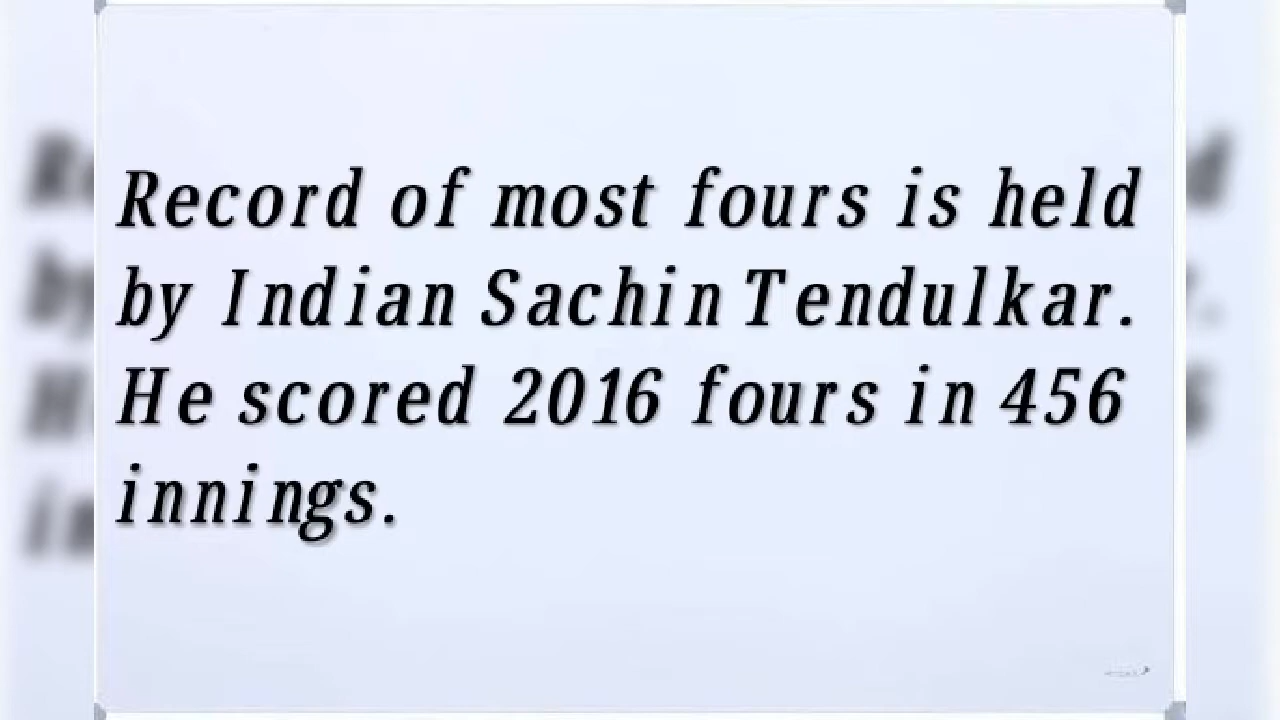 Record of most fours is held
by Indian Sachin Tendulkar.
He scored 2016 fours in 456
innings.